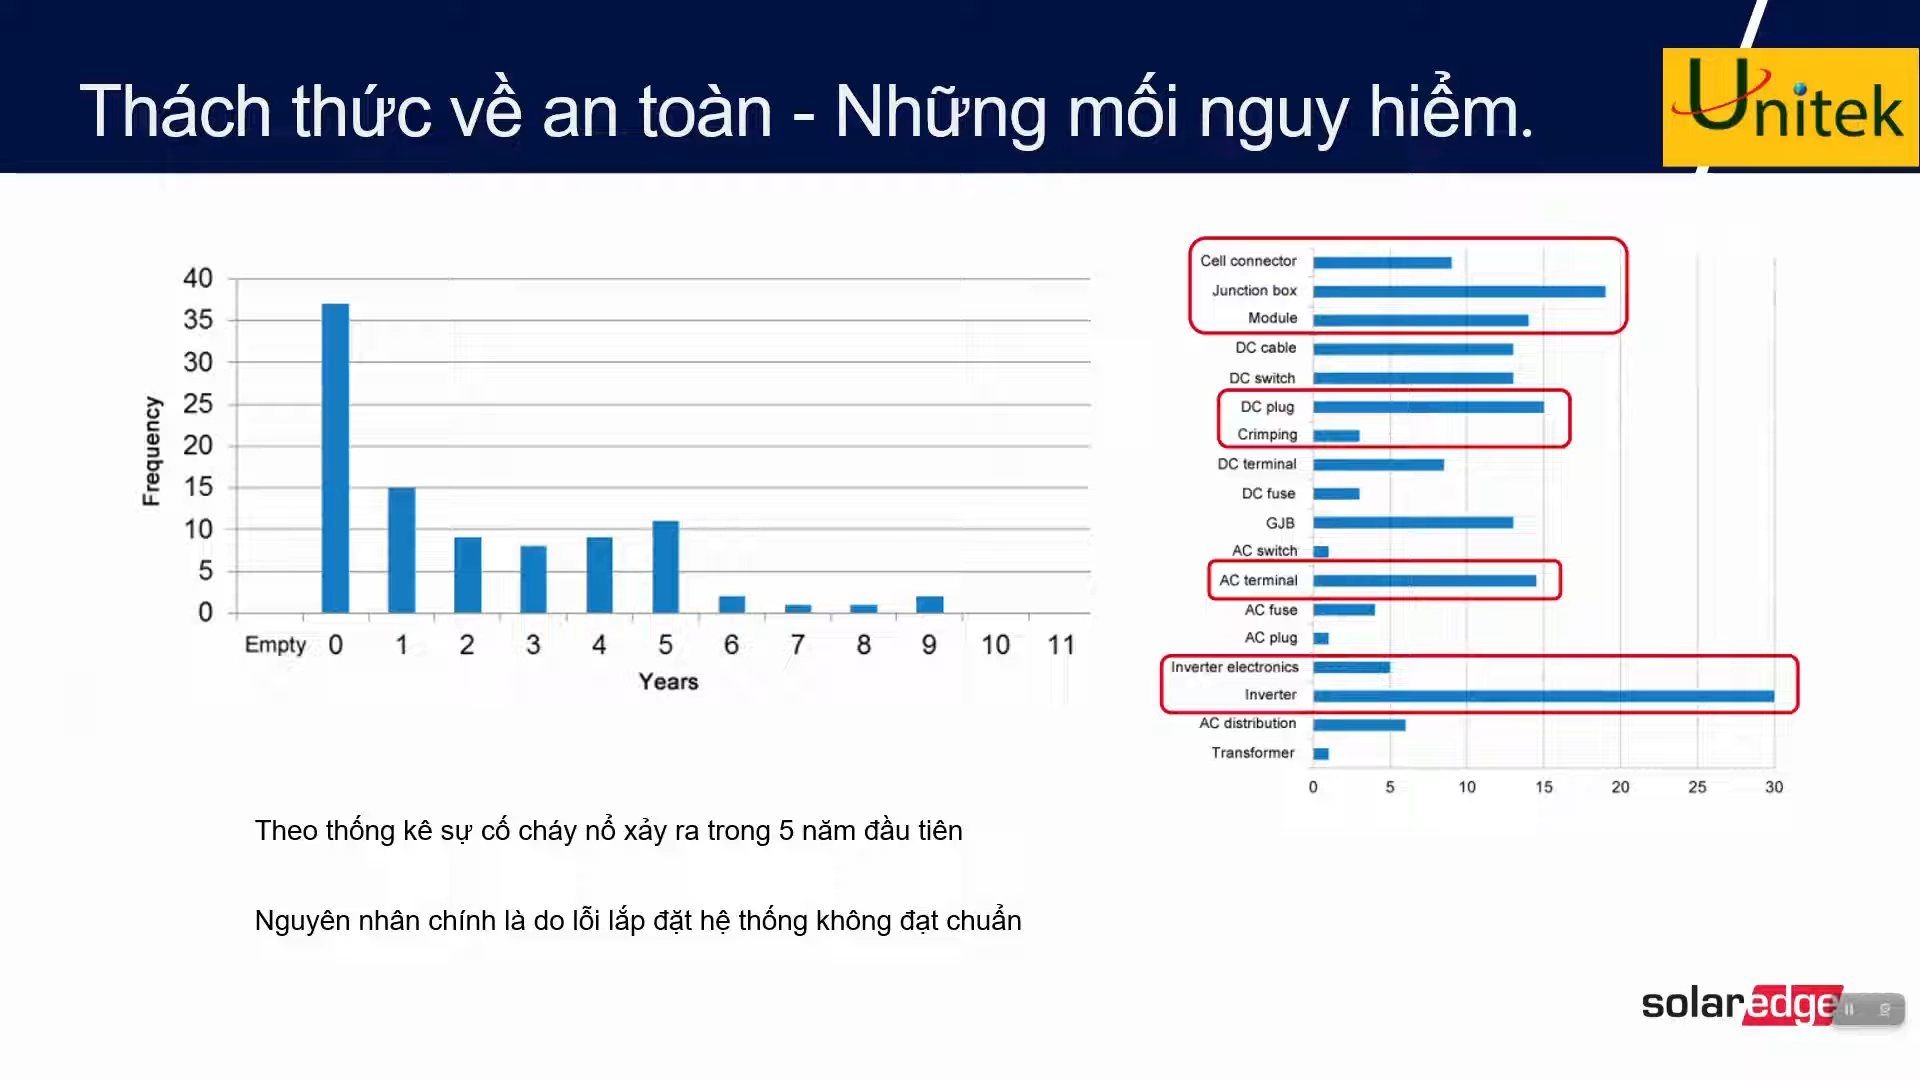 Thách thức về an toàn - Những mối nguy hiểm.
Unitek
40
35
30
25
20
15
10
5
0
Frequency
Empty 0 1 2 3 4 5 6 7 8 9 10 11
Years
Cell connector
Junction box
Module
DC cable
DC switch
DC plug
Crimping
DC terminal
DC fuse
GJB
AC switch
AC terminal
AC fuse
AC plug
Inverter electronics
Inverter
AC distribution
Transformer
0 5 10 15 20 25 30
Theo thống kê sự cố cháy nổ xảy ra trong 5 năm đầu tiên
Nguyên nhân chính là do lỗi lắp đặt hệ thống không đạt chuẩn
solaredge